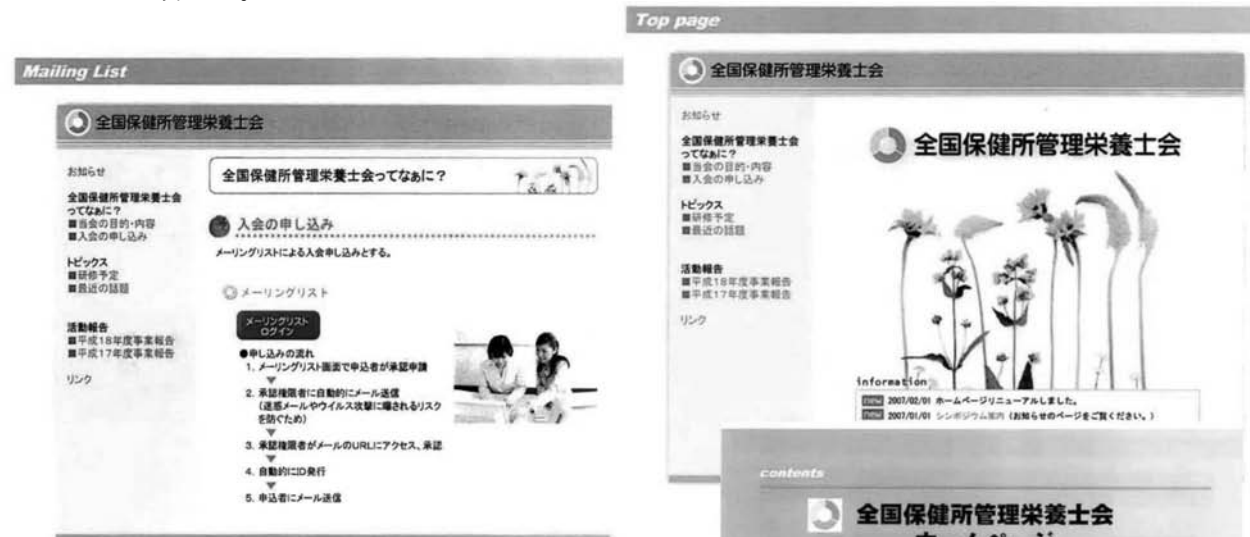 Mailing List
全国保健所管理栄養士会
お知らせ
全国保健所管理栄養士会
ってなぁに?
■当会の目的・内容
■入会の申し込み
トピックス
■研修予定
■最近の話題
活動報告
■平成18年度事業報告
■平成17年度事業報告
リンク
全国保健所管理栄養士会ってなぁに?
入会の申し込み
メーリングリストによる入会申し込みとする。
メーリングリスト
メーリングリスト
ログイン
●申し込みの流れ
1. メーリングリスト画面で申込者が承認申請
▼
2. 承認権限者に自動的にメール送信
(迷惑メールやウイルス攻撃に曝されるリスク
を防ぐため)
▼
3. 承認権限者がメールのURLにアクセス、承認
▼
4. 自動的にID発行
▼
5. 申込者にメール送信
Top page
全国保健所管理栄養士会
お知らせ
全国保健所管理栄養士会
ってなぁに?
■当会の目的・内容
■入会の申し込み
トピックス
■研修予定
■最近の話題
活動報告
■平成18年度事業報告
■平成17年度事業報告
リンク
全国保健所管理栄養士会
information
new 2007/02/01 ホームページリニューアルしました。
new 2007/01/01 シンポジウム案内 (お知らせのページをご覧ください。)
contents
全国保健所管理栄養士会